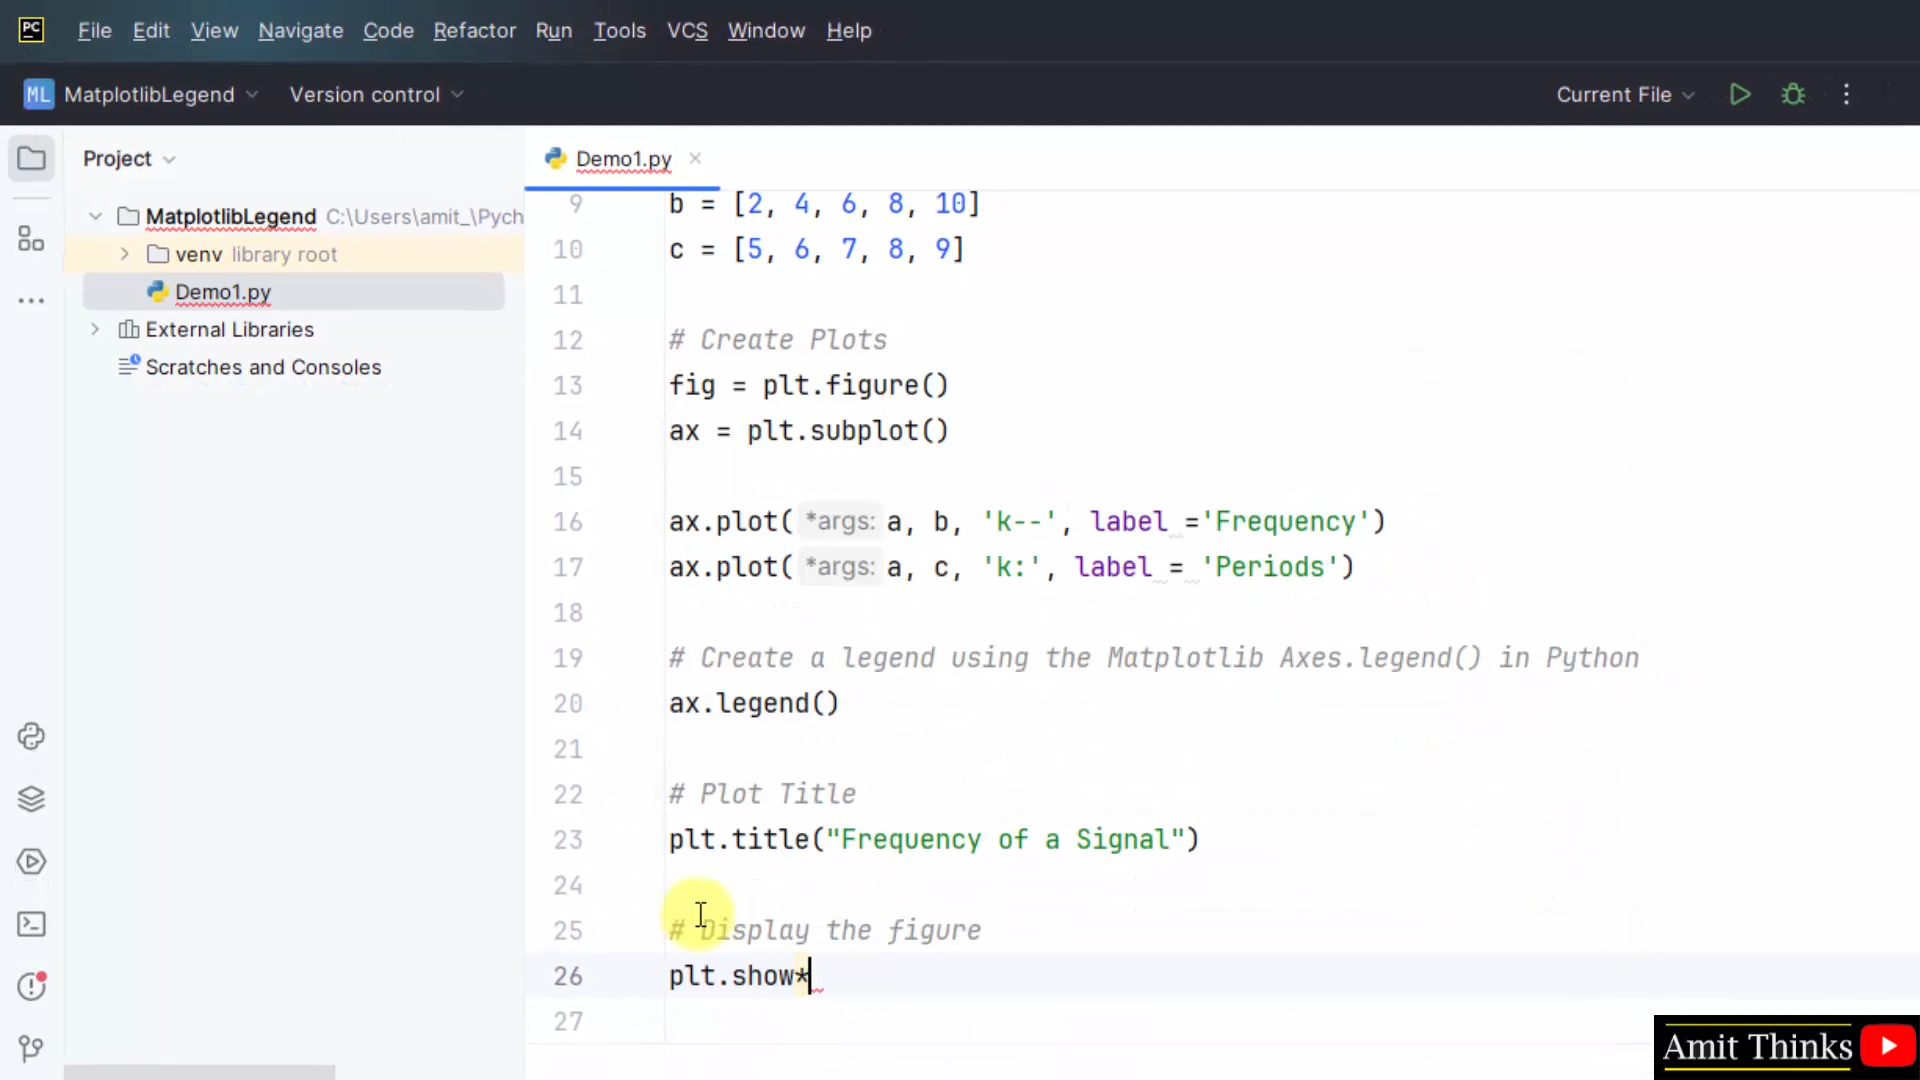 PC File Edit View Navigate Code Refactor Run Tools VCS Window Help
ML MatplotlibLegend Version control Current File
Project
Demo1.py
MatplotlibLegend C:\Users\amit_\Pych
venv library root
Demo1.py
External Libraries
Scratches and Consoles
9 b = [2, 4, 6, 8, 10]
10 c = [5, 6, 7, 8, 9]
11
12 # Create Plots
13 fig = plt.figure()
14 ax = plt.subplot()
15
16 ax.plot( *args: a, b, 'k--', label ='Frequency')
17 ax.plot( *args: a, c, 'k:', label = 'Periods')
18
19 # Create a legend using the Matplotlib Axes.legend() in Python
20 ax.legend()
21
22 # Plot Title
23 plt.title("Frequency of a Signal")
24
25 # Display the figure
26 plt.show*
27
Amit Thinks